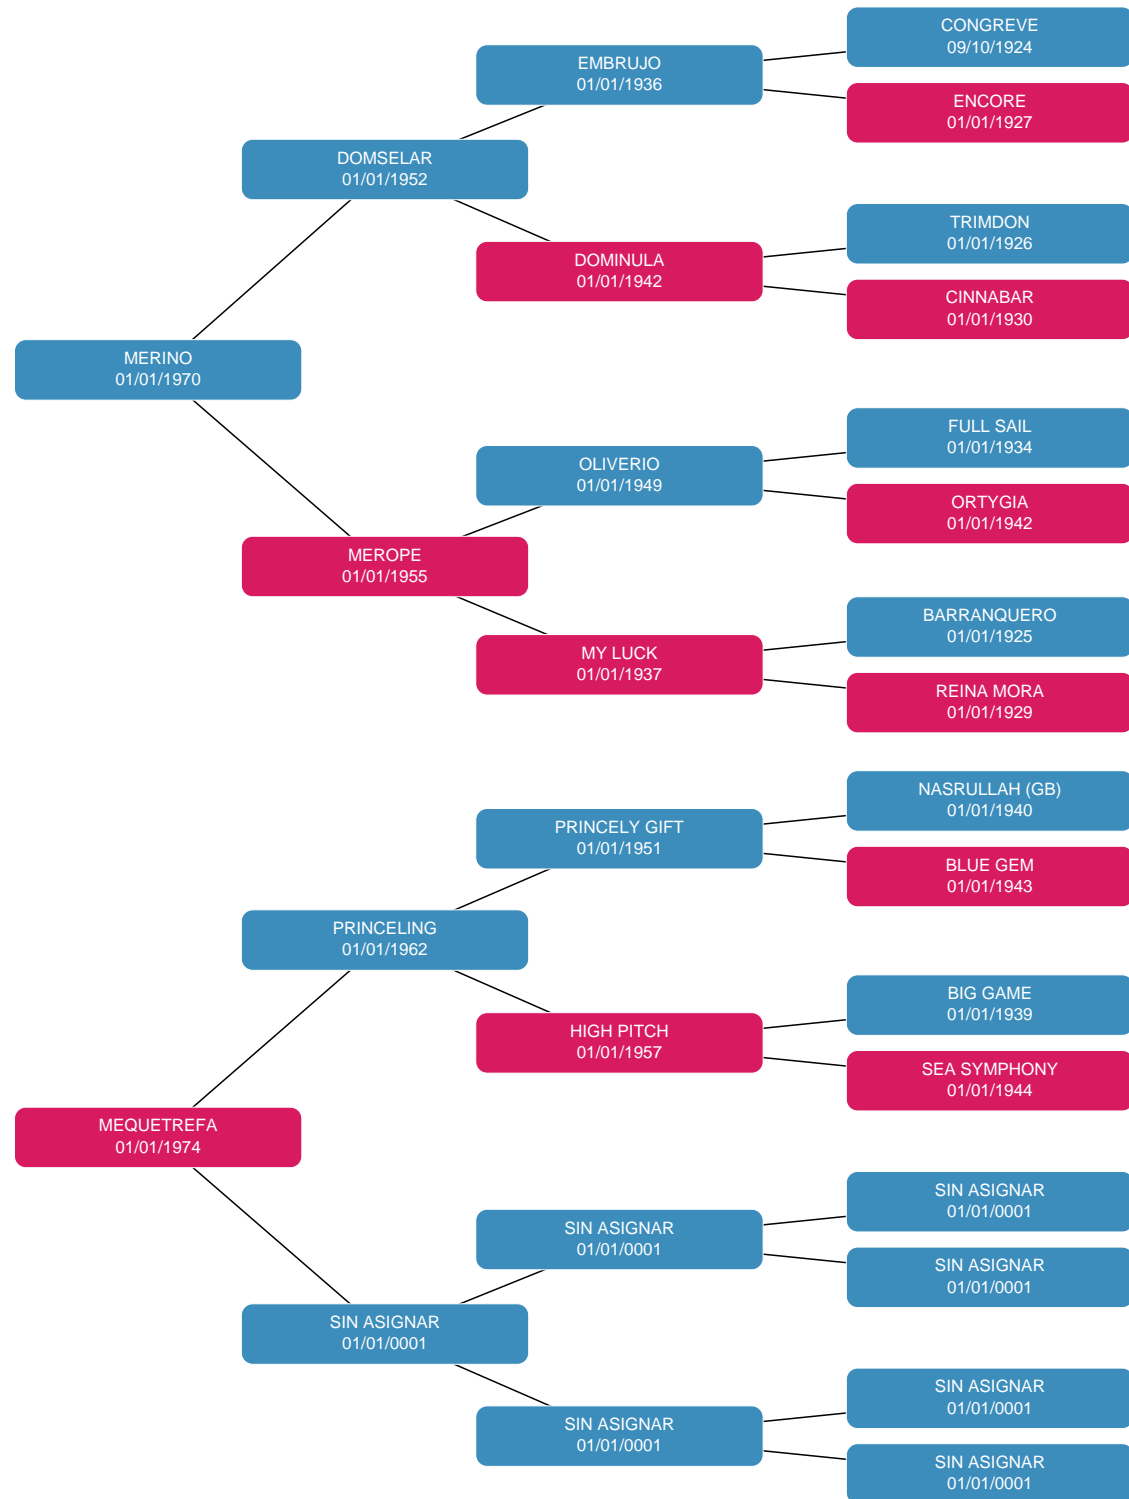 CONGREVE
09/10/1924
EMBRUJO
01/01/1936
ENCORE
01/01/1927
DOMSELAR
01/01/1952
TRIMDON
01/01/1926
DOMINULA
01/01/1942
CINNABAR
01/01/1930
MERINO
01/01/1970
FULL SAIL
01/01/1934
OLIVERIO
01/01/1949
ORTYGIA
01/01/1942
MEROPE
01/01/1955
BARRANQUERO
01/01/1925
MY LUCK
01/01/1937
REINA MORA
01/01/1929
NASRULLAH (GB)
01/01/1940
PRINCELY GIFT
01/01/1951
BLUE GEM
01/01/1943
PRINCELING
01/01/1962
BIG GAME
01/01/1939
HIGH PITCH
01/01/1957
SEA SYMPHONY
01/01/1944
MEQUETREFA
01/01/1974
SIN ASIGNAR
01/01/0001
SIN ASIGNAR
01/01/0001
SIN ASIGNAR
01/01/0001
SIN ASIGNAR
01/01/0001
SIN ASIGNAR
01/01/0001
SIN ASIGNAR
01/01/0001
SIN ASIGNAR
01/01/0001